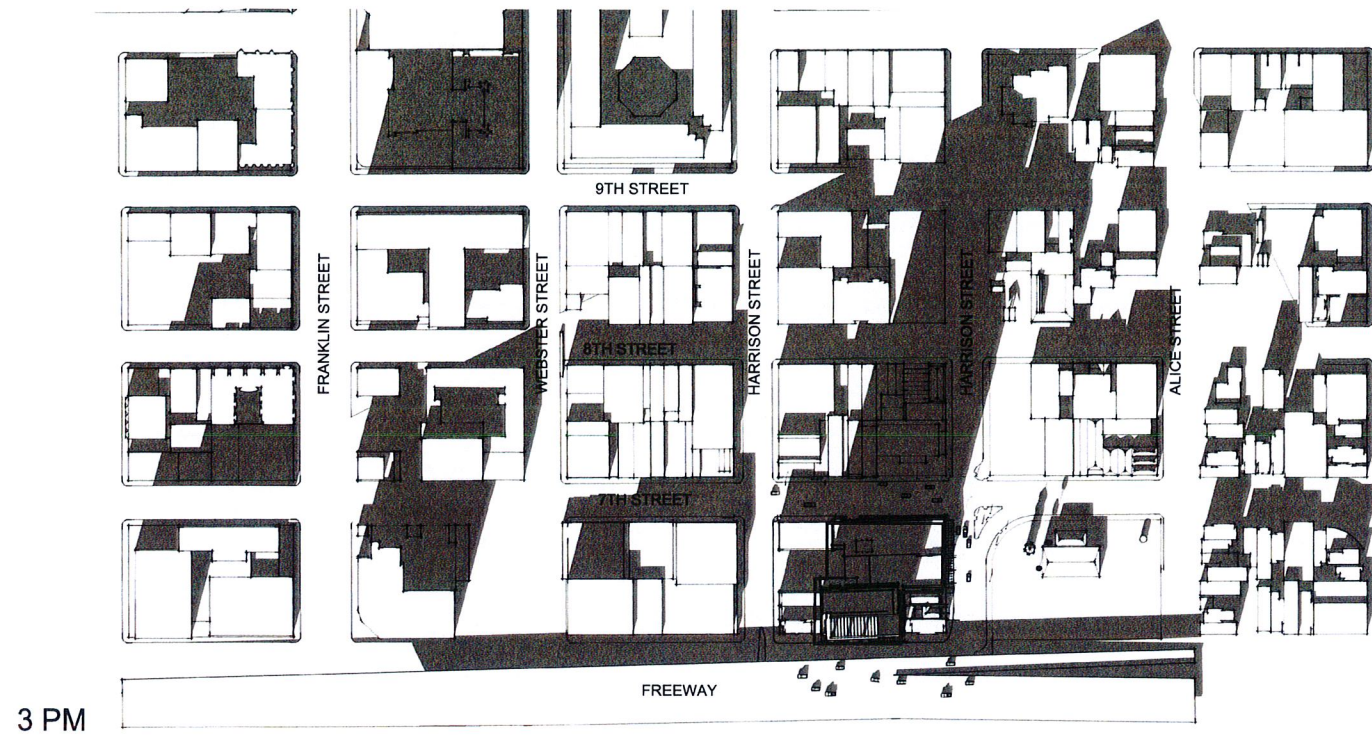 9TH STREET
FRANKLIN STREET
WEBSTER STREET
HARRISON STREET
HARRISON STREET
ALICE STREET
8TH STREET
7TH STREET
FREEWAY
3 PM